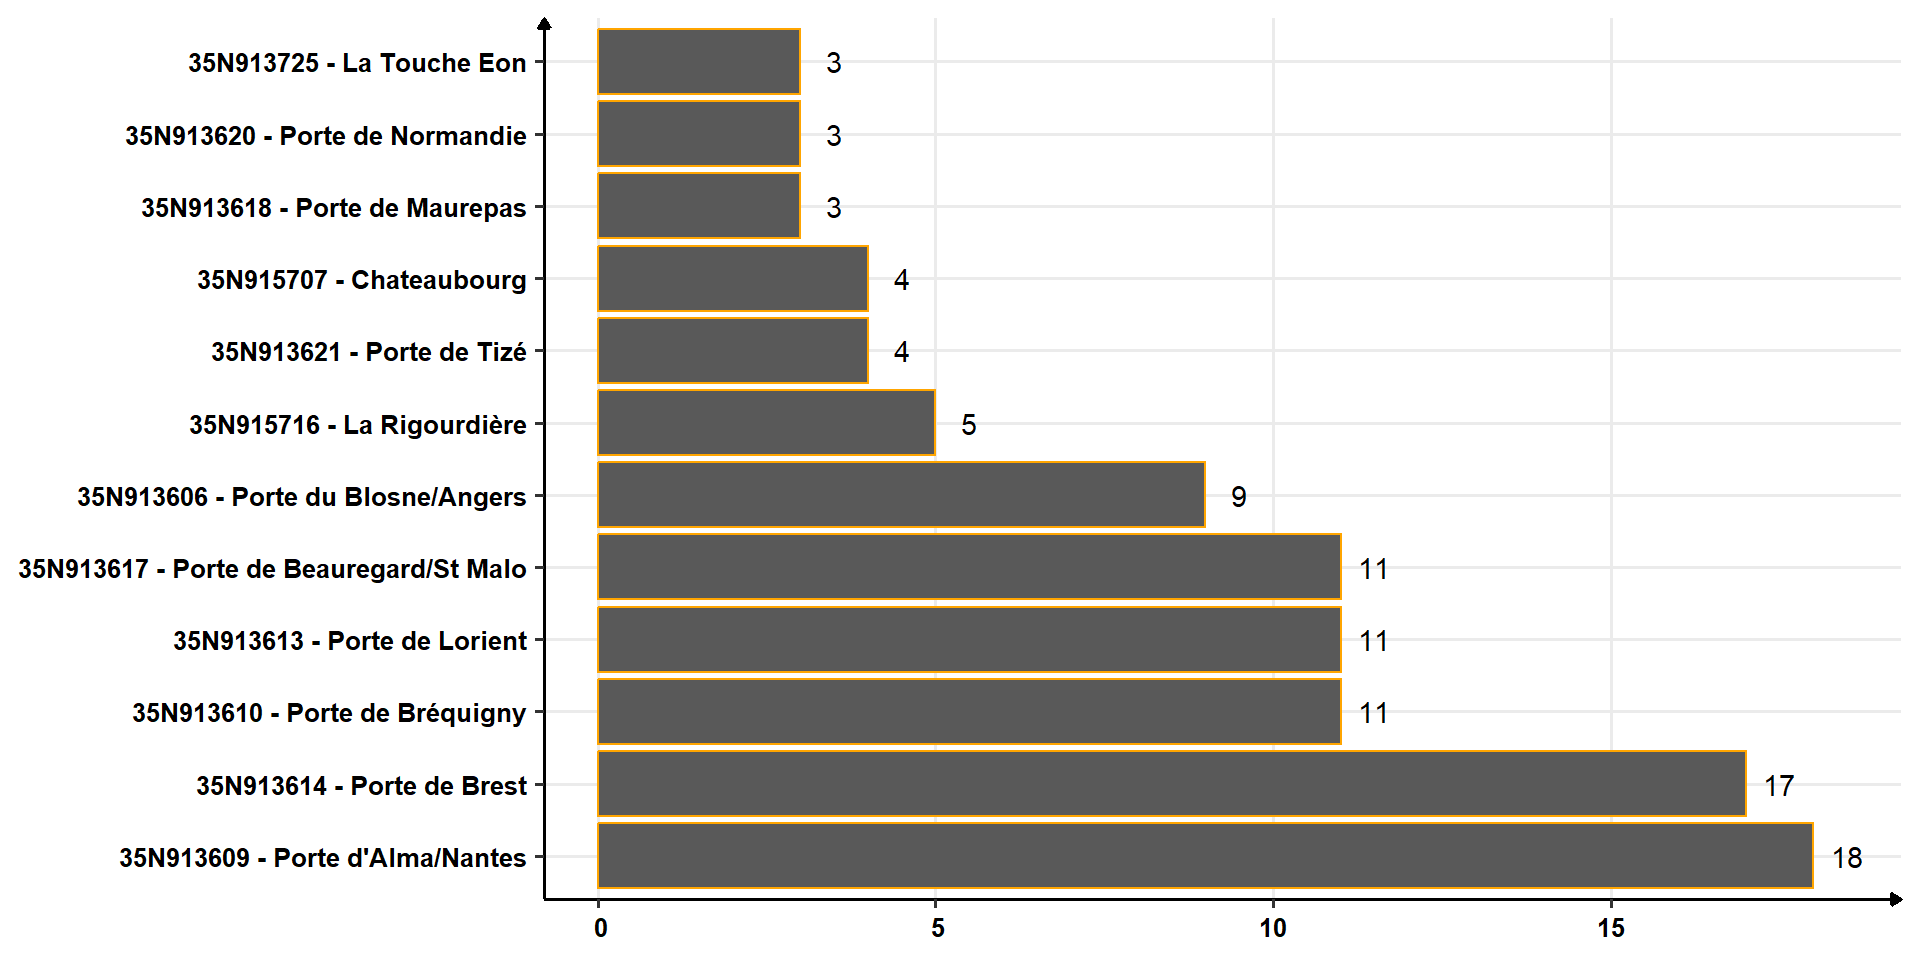 35N913725 - La Touche Eon 3
35N913620 - Porte de Normandie 3
35N913618 - Porte de Maurepas 3
35N915707 - Chateaubourg 4
35N913621 - Porte de Tizé 4
35N915716 - La Rigourdière 5
35N913606 - Porte du Blosne/Angers 9
35N913617 - Porte de Beauregard/St Malo 11
35N913613 - Porte de Lorient 11
35N913610 - Porte de Bréquigny 11
35N913614 - Porte de Brest 17
35N913609 - Porte d'Alma/Nantes 18
0 5 10 15